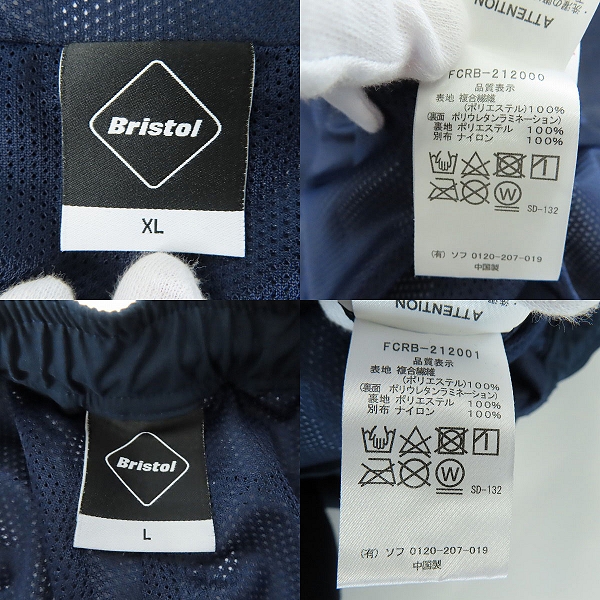 Bristol
XL
ATTENTION
FCRB-212000
品質表示
表地 複合繊維
(ポリエステル)100%
(裏面 ポリウレタンラミネーション)
裏地 ポリエステル 100%
別布 ナイロン 100%
W
SD-132
(有) ソフ 0120-207-019
中国製
Bristol
L
ATTENTION
FCRB-212001
品質表示
表地 複合繊維
(ポリエステル)100%
(裏面 ポリウレタンラミネーション)
裏地 ポリエステル 100%
別布 ナイロン 100%
W
SD-132
(有) ソフ 0120-207-019
中国製